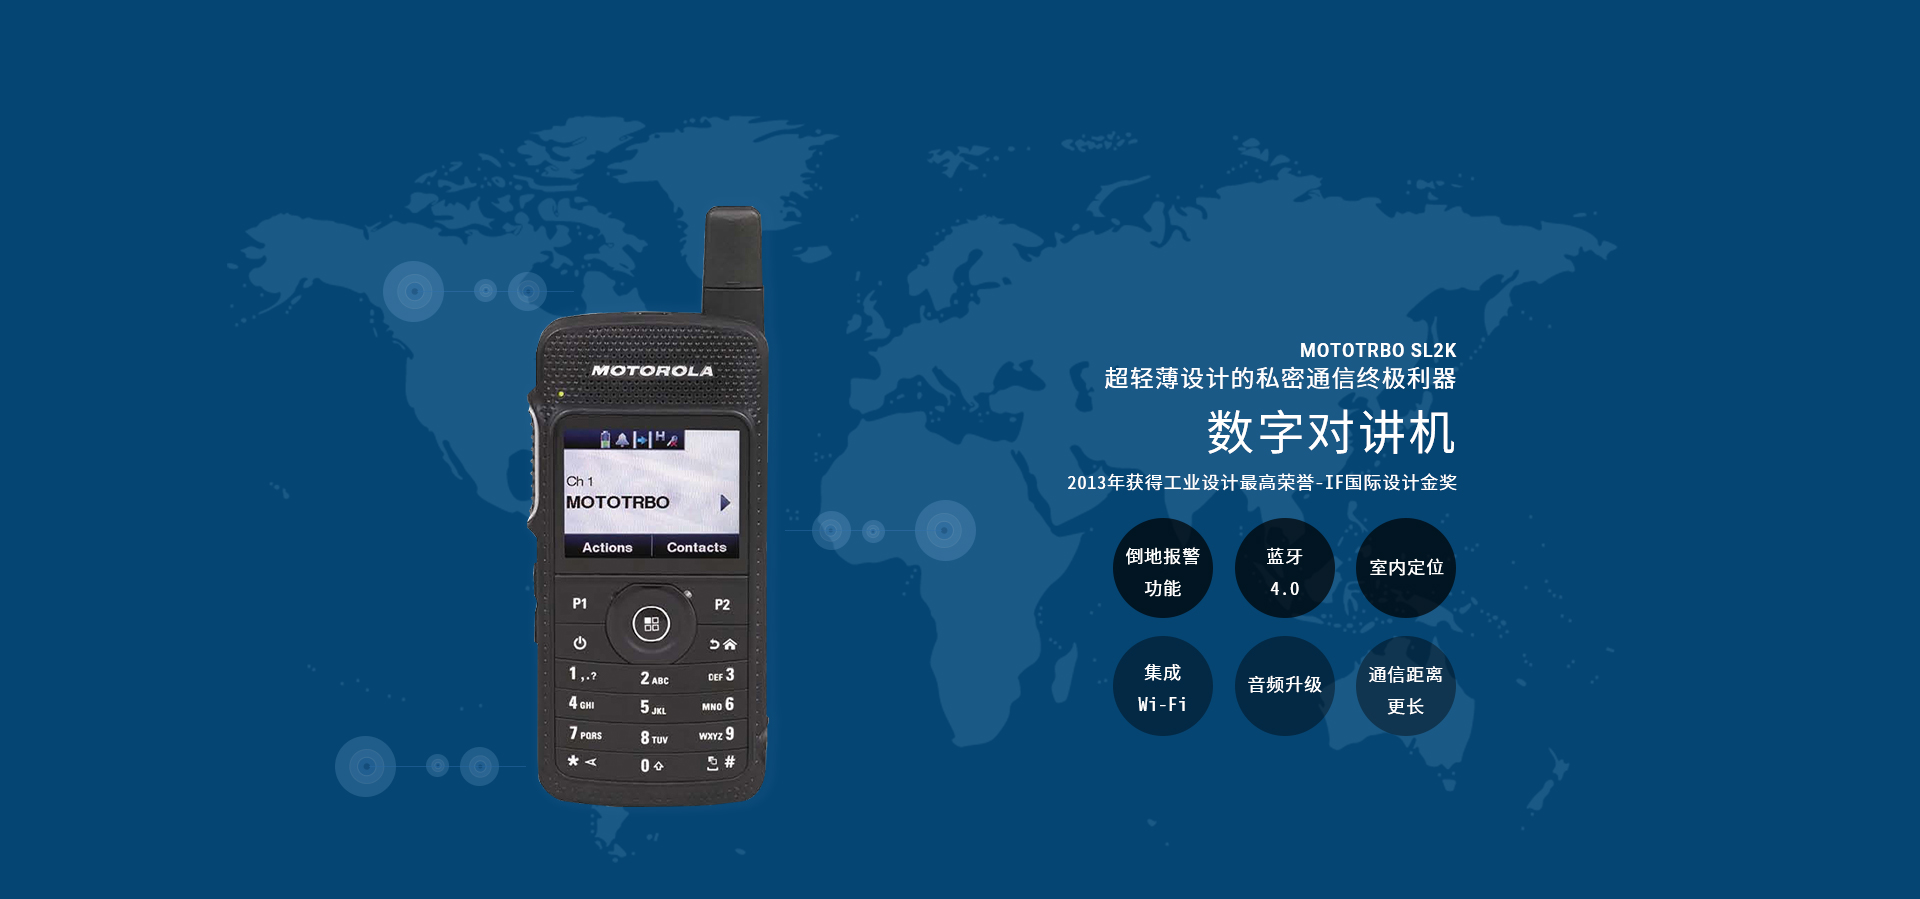 MOTOROLA
H
Ch 1
MOTOTRBO
Actions Contacts
P1 P2
1 ,.? 2 ABC DEF 3
4 GHI 5 JKL MNO 6
7 PQRS 8 TUV WXYZ 9
* 0 #
MOTOTRBO SL2K
超轻薄设计的私密通信终极利器
数字对讲机
2013年获得工业设计最高荣誉-IF国际设计金奖
倒地报警
功能
蓝牙
4.0
室内定位
集成
Wi-Fi
音频升级
通信距离
更长